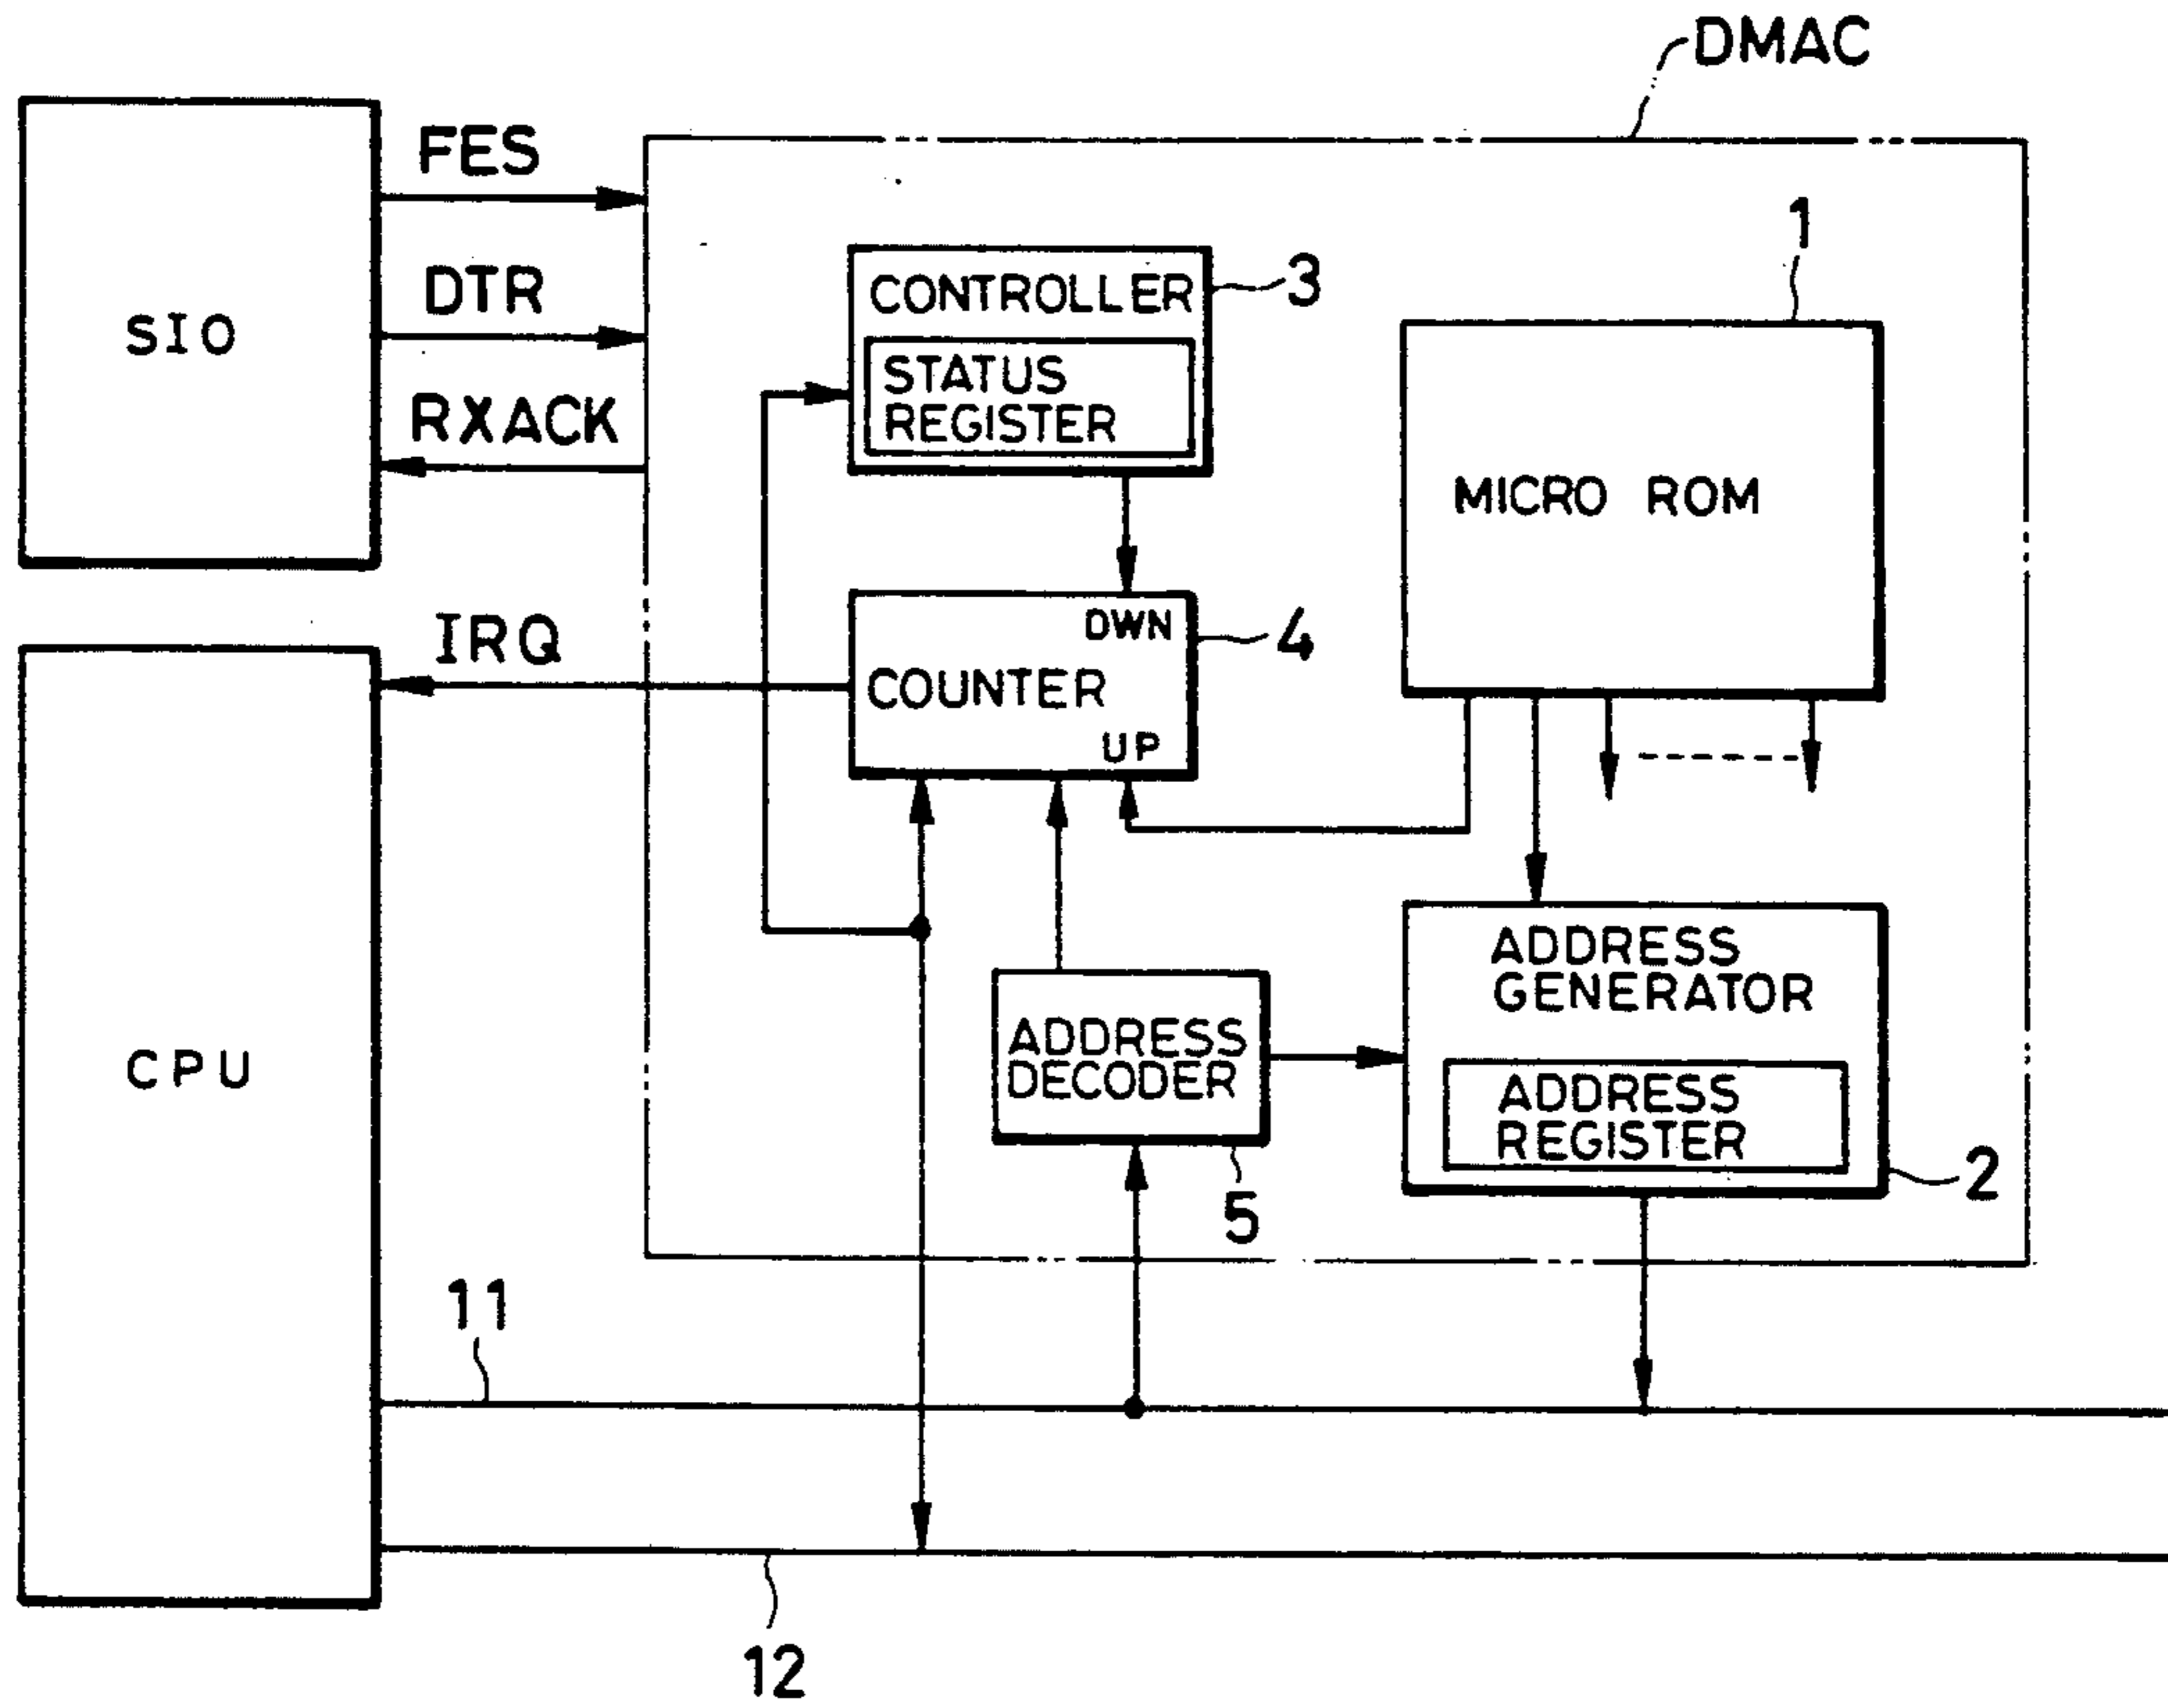 DMAC
FES
DTR
RXACK
SIO
IRQ
CPU
CONTROLLER
STATUS
REGISTER
3
1
MICRO ROM
DWN
COUNTER
UP
4
ADDRESS
DECODER
5
ADDRESS
GENERATOR
ADDRESS
REGISTER
2
11
12